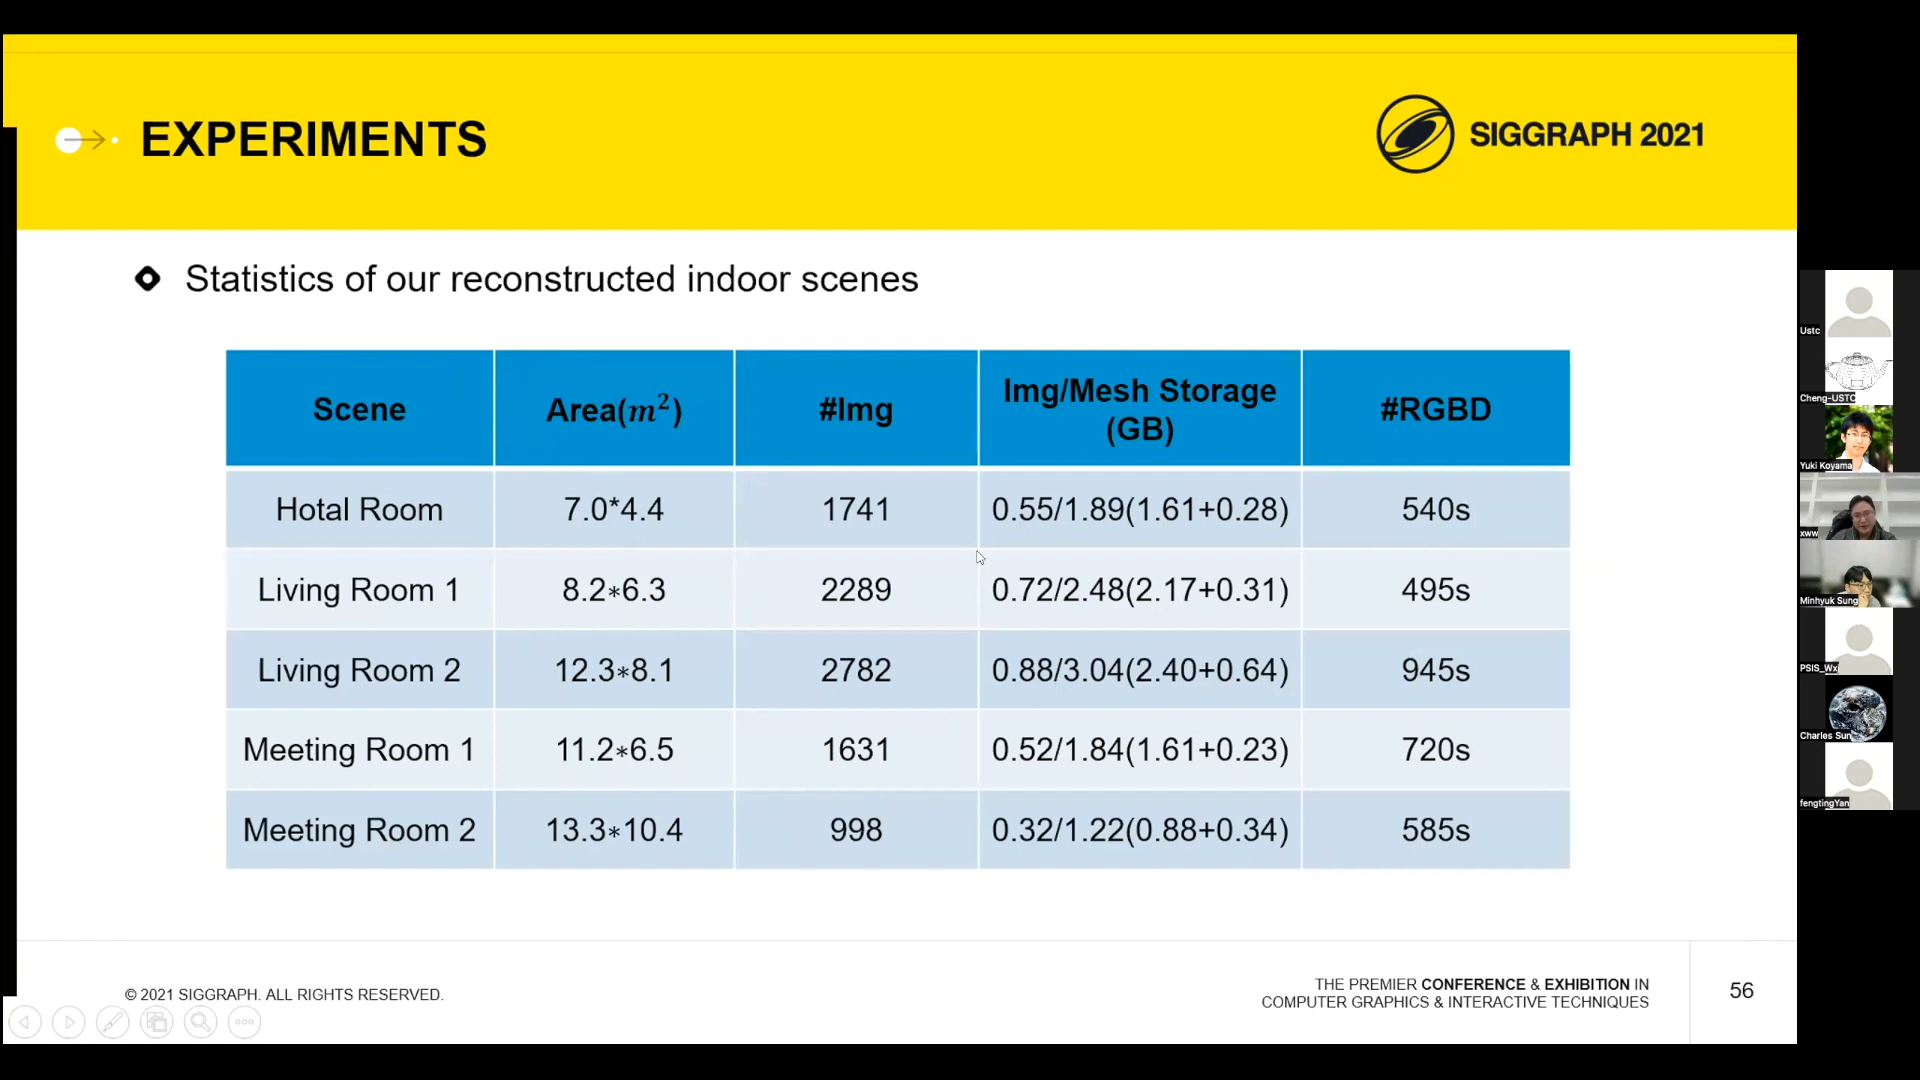 EXPERIMENTS
SIGGRAPH 2021
Statistics of our reconstructed indoor scenes
Scene Area(m²) #Img Img/Mesh Storage (GB) #RGBD
Hotal Room 7.0*4.4 1741 0.55/1.89(1.61+0.28) 540s
Living Room 1 8.2*6.3 2289 0.72/2.48(2.17+0.31) 495s
Living Room 2 12.3*8.1 2782 0.88/3.04(2.40+0.64) 945s
Meeting Room 1 11.2*6.5 1631 0.52/1.84(1.61+0.23) 720s
Meeting Room 2 13.3*10.4 998 0.32/1.22(0.88+0.34) 585s
© 2021 SIGGRAPH. ALL RIGHTS RESERVED.
THE PREMIER CONFERENCE & EXHIBITION IN
COMPUTER GRAPHICS & INTERACTIVE TECHNIQUES
56
Ustc
Cheng-USTC
Yuki Koyama
xww
Minhyuk Sung
PSIS_Wx
Charles Sun
fengtingYan